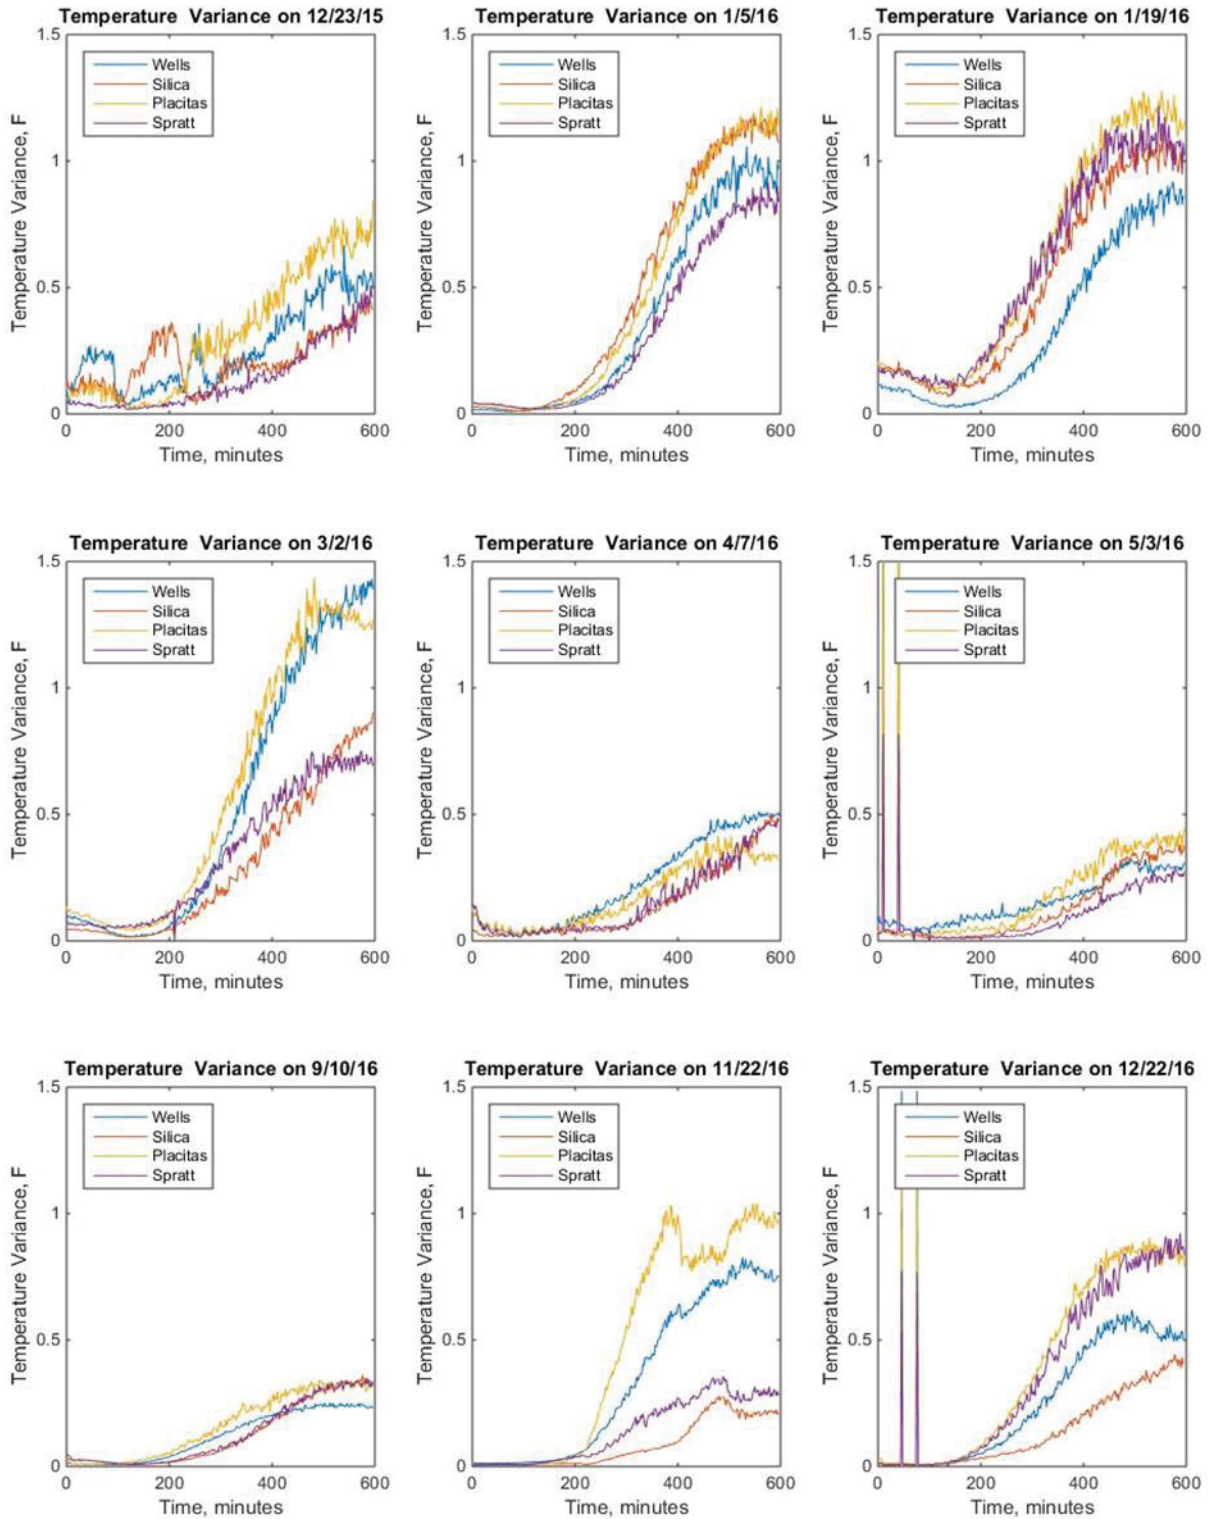 Temperature Variance on 12/23/15
1.5
1
0.5
0
Temperature Variance, F
Wells
Silica
Placitas
Spratt
0 200 400 600
Time, minutes
Temperature Variance on 1/5/16
1.5
1
0.5
0
Temperature Variance, F
Wells
Silica
Placitas
Spratt
0 200 400 600
Time, minutes
Temperature Variance on 1/19/16
1.5
1
0.5
0
Temperature Variance, F
Wells
Silica
Placitas
Spratt
0 200 400 600
Time, minutes
Temperature Variance on 3/2/16
1.5
1
0.5
0
Temperature Variance, F
Wells
Silica
Placitas
Spratt
0 200 400 600
Time, minutes
Temperature Variance on 4/7/16
1.5
1
0.5
0
Temperature Variance, F
Wells
Silica
Placitas
Spratt
0 200 400 600
Time, minutes
Temperature Variance on 5/3/16
1.5
1
0.5
0
Temperature Variance, F
Wells
Silica
Placitas
Spratt
0 200 400 600
Time, minutes
Temperature Variance on 9/10/16
1.5
1
0.5
0
Temperature Variance, F
Wells
Silica
Placitas
Spratt
0 200 400 600
Time, minutes
Temperature Variance on 11/22/16
1.5
1
0.5
0
Temperature Variance, F
Wells
Silica
Placitas
Spratt
0 200 400 600
Time, minutes
Temperature Variance on 12/22/16
1.5
1
0.5
0
Temperature Variance, F
Wells
Silica
Placitas
Spratt
0 200 400 600
Time, minutes